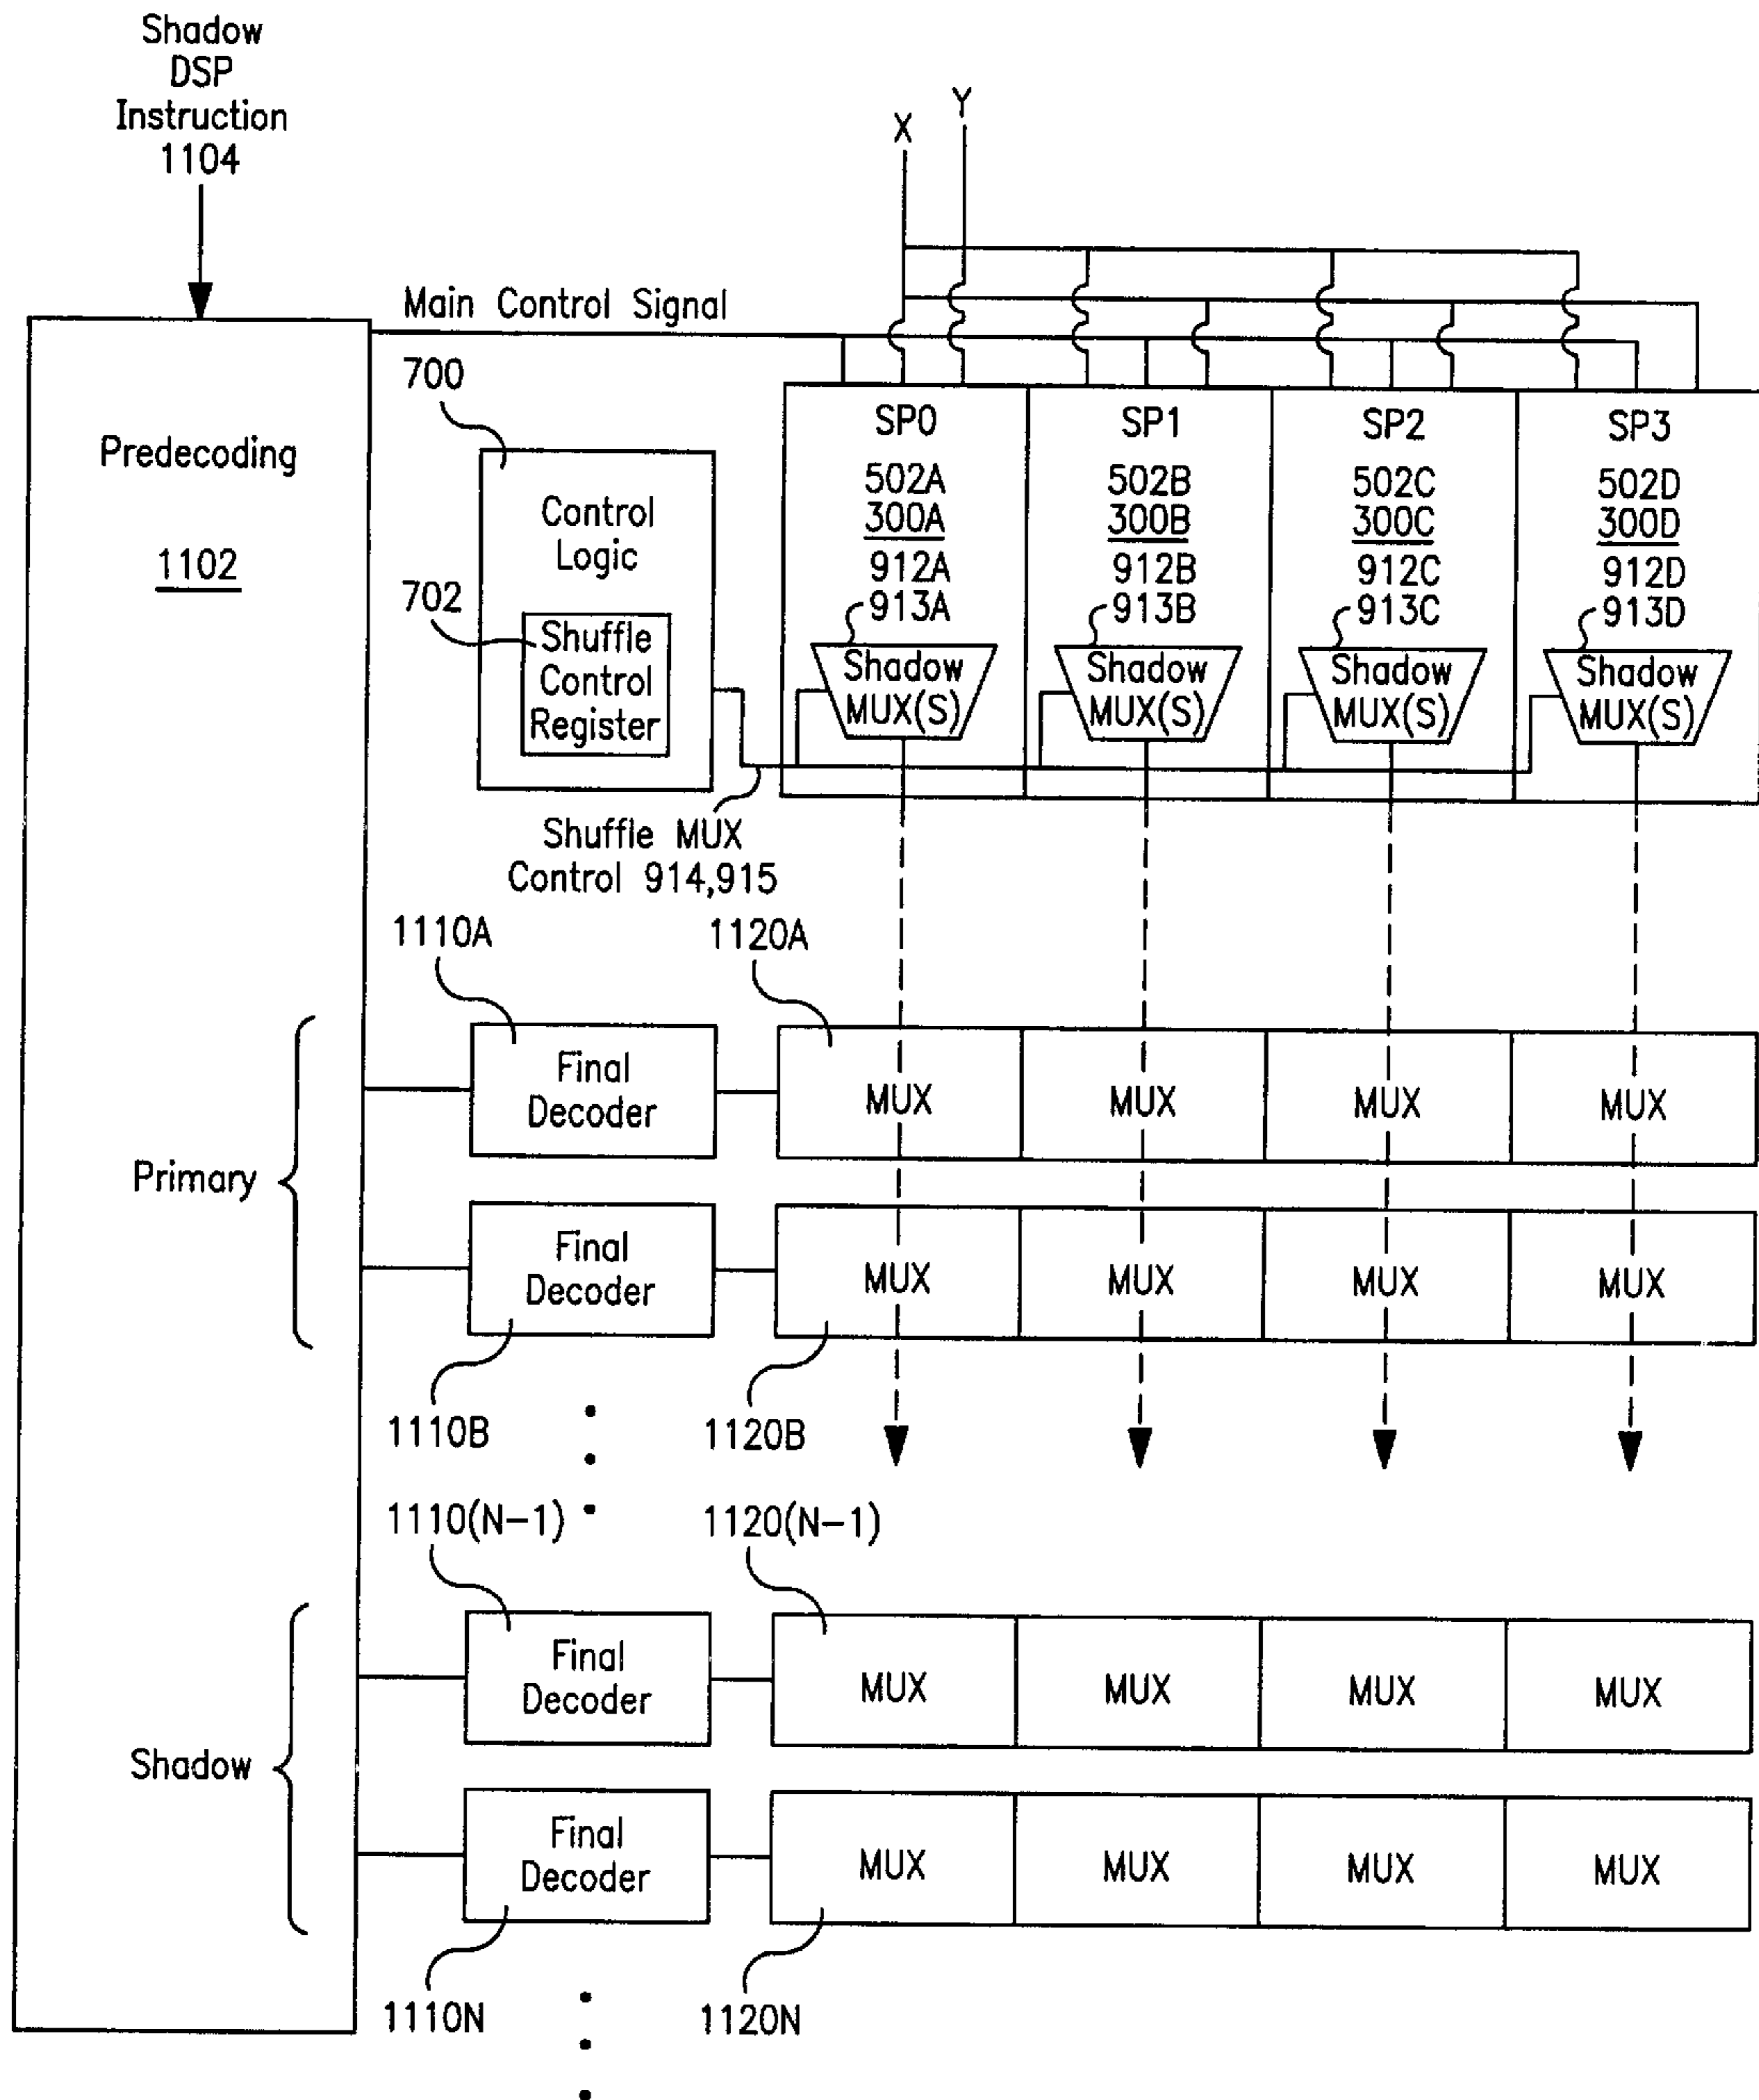 Shadow
DSP
Instruction
1104
X
Y
Main Control Signal
700
Predecoding
1102
Control
Logic
702
Shuffle
Control
Register
SP0
502A
300A
912A
913A
Shadow
MUX(S)
SP1
502B
300B
912B
913B
Shadow
MUX(S)
SP2
502C
300C
912C
913C
Shadow
MUX(S)
SP3
502D
300D
912D
913D
Shadow
MUX(S)
Shuffle MUX
Control 914,915
1110A
1120A
Primary
Final
Decoder
MUX
MUX
MUX
MUX
Final
Decoder
MUX
MUX
MUX
MUX
1110B
1120B
1110(N-1)
1120(N-1)
Shadow
Final
Decoder
MUX
MUX
MUX
MUX
Final
Decoder
MUX
MUX
MUX
MUX
1110N
1120N